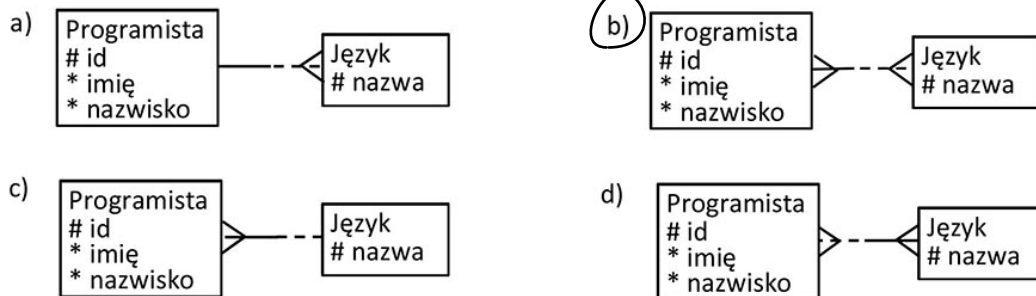 a)
Programista
# id
* imię
* nazwisko
Język
# nazwa
b)
Programista
# id
* imię
* nazwisko
Język
# nazwa
c)
Programista
# id
* imię
* nazwisko
Język
# nazwa
d)
Programista
# id
* imię
* nazwisko
Język
# nazwa